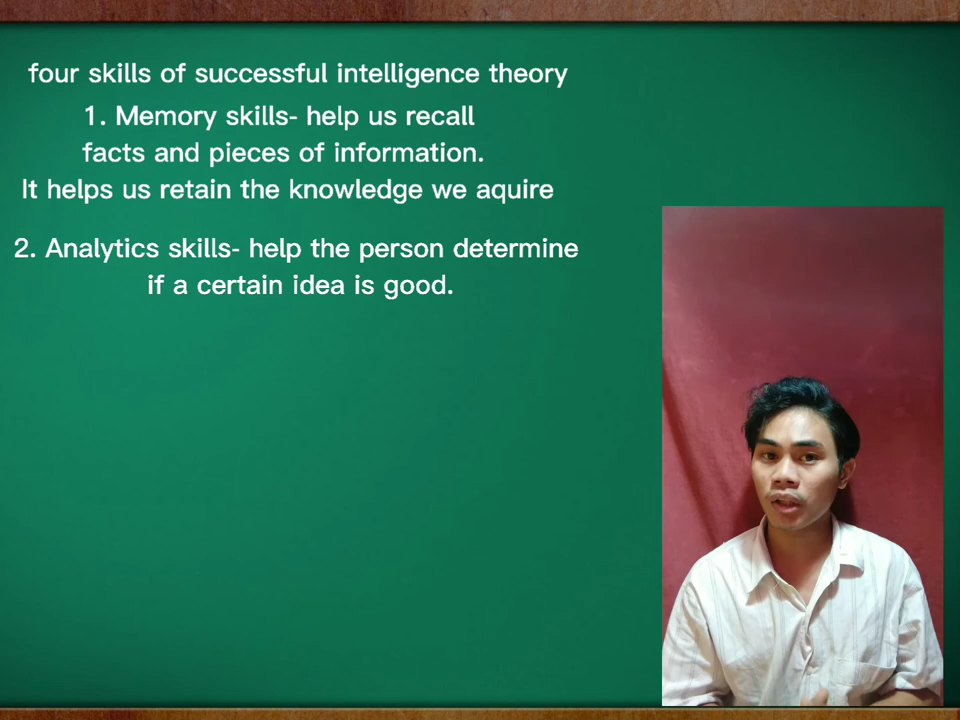 four skills of successful intelligence theory
1. Memory skills- help us recall
facts and pieces of information.
It helps us retain the knowledge we aquire
2. Analytics skills- help the person determine
if a certain idea is good.